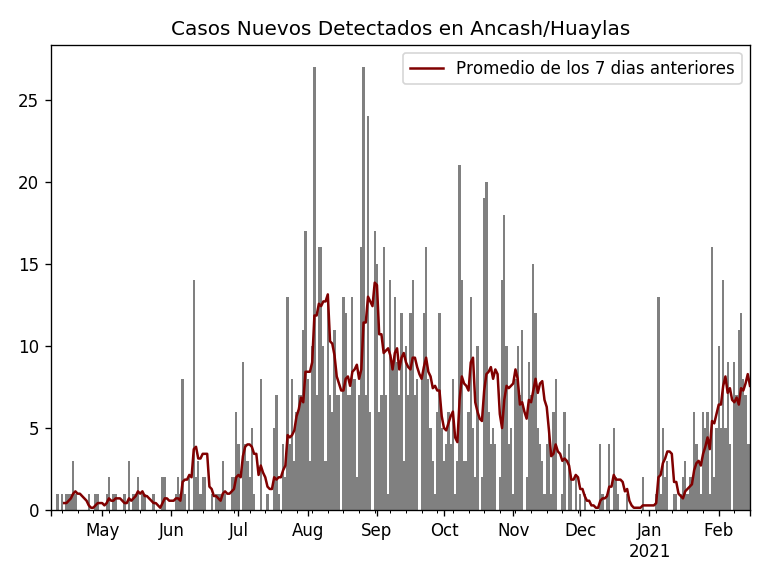 Casos Nuevos Detectados en Ancash/Huaylas
Promedio de los 7 dias anteriores
25
20
15
10
5
0
May Jun Jul Aug Sep Oct Nov Dec Jan Feb
2021